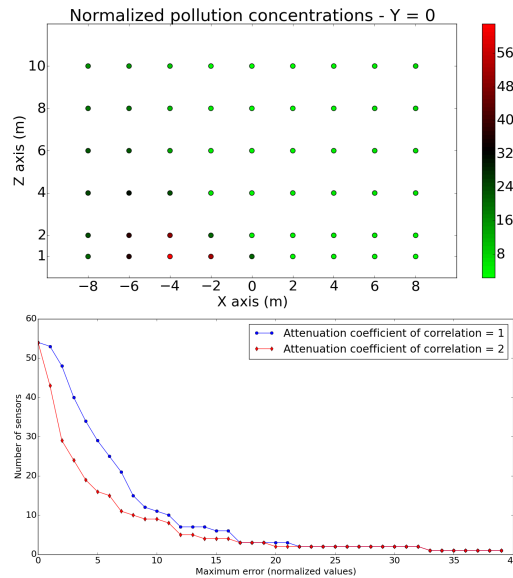 Normalized pollution concentrations - Y = 0
Z axis (m)
10
8
6
4
2
1
−8 −6 −4 −2 0 2 4 6 8
X axis (m)
56
48
40
32
24
16
8
Number of sensors
60
50
40
30
20
10
0
Attenuation coefficient of correlation = 1
Attenuation coefficient of correlation = 2
0 5 10 15 20 25 30 35 40
Maximum error (normalized values)